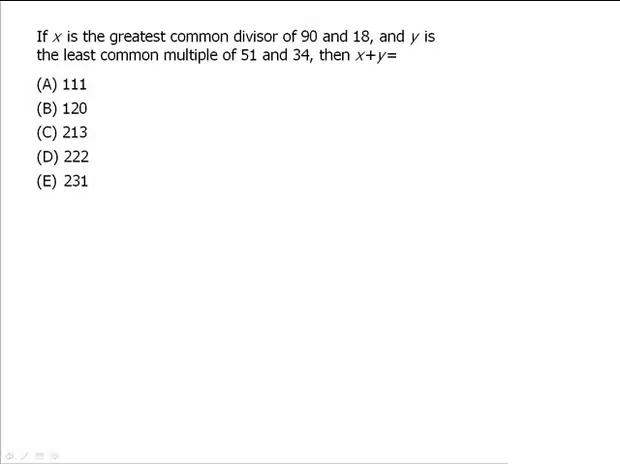 If x is the greatest common divisor of 90 and 18, and y is
the least common multiple of 51 and 34, then x+y=
(A) 111
(B) 120
(C) 213
(D) 222
(E) 231